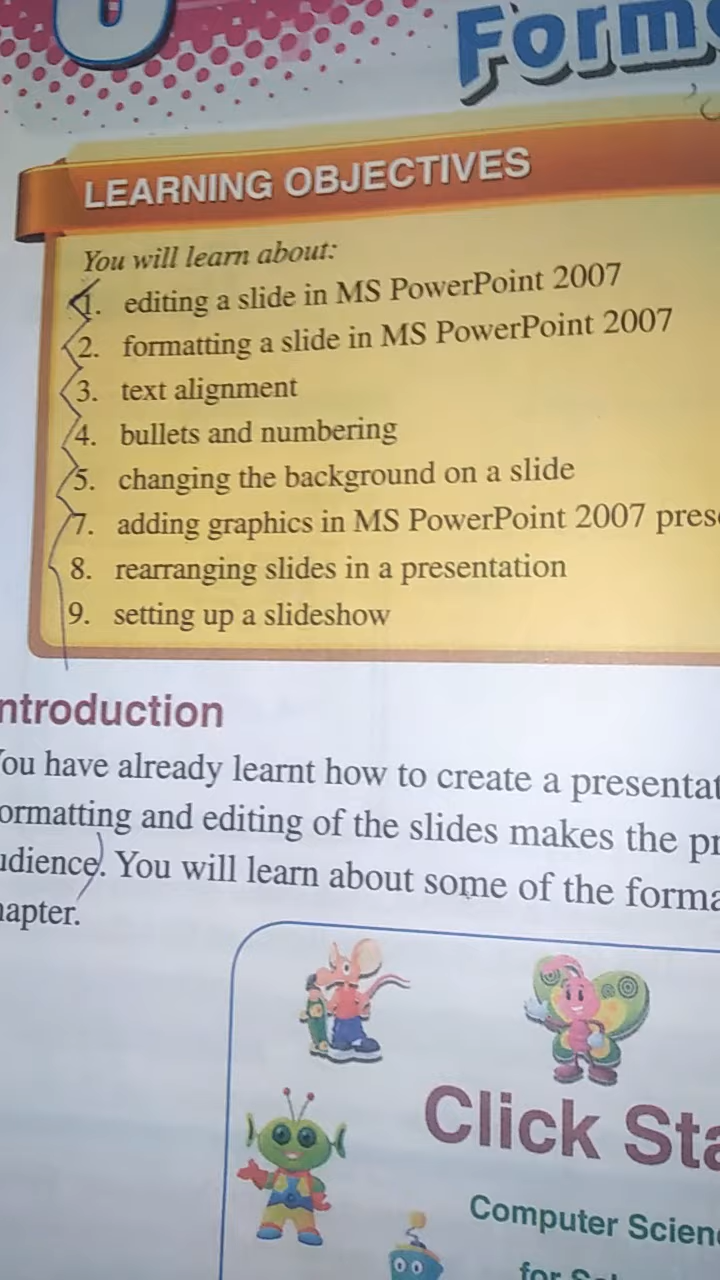 LEARNING OBJECTIVES
You will learn about:
1. editing a slide in MS PowerPoint 2007
2. formatting a slide in MS PowerPoint 2007
3. text alignment
4. bullets and numbering
5. changing the background on a slide
7. adding graphics in MS PowerPoint 2007
8. rearranging slides in a presentation
9. setting up a slideshow
ntroduction
ou have already learnt how to create a presentat
ormatting and editing of the slides makes the
udience. You will learn about some of the forma
hapter.
Click Sta
Computer Scien
for